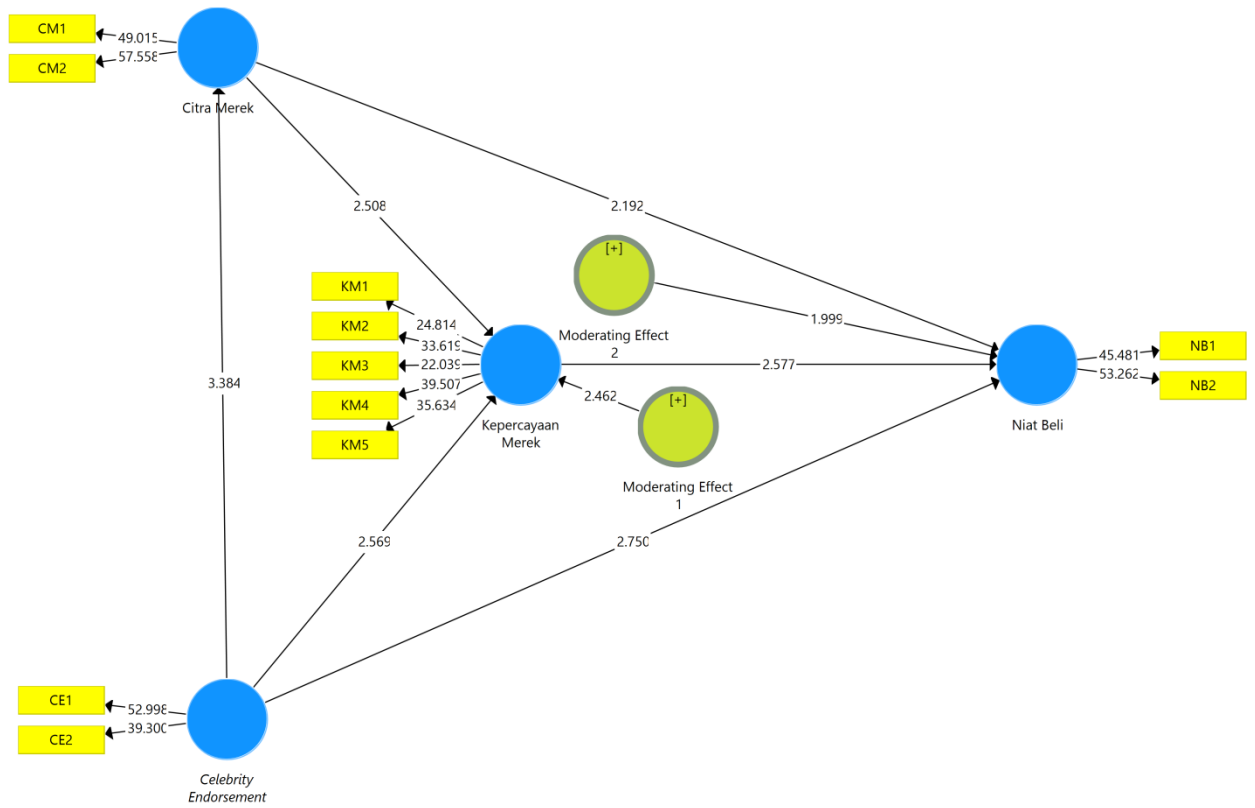 CM1
49.015
57.558
CM2
Citra Merek
2.508
2.192
[+]
KM1
24.814
Moderating Effect
2
1.999
KM2
33.619
KM3
22.039
KM4
39.507
KM5
35.634
Kepercayaan
Merek
2.577
2.462
[+]
Moderating Effect
1
NB1
45.481
53.262
NB2
Niat Beli
3.384
2.569
2.750
CE1
52.998
39.300
CE2
Celebrity
Endorsement